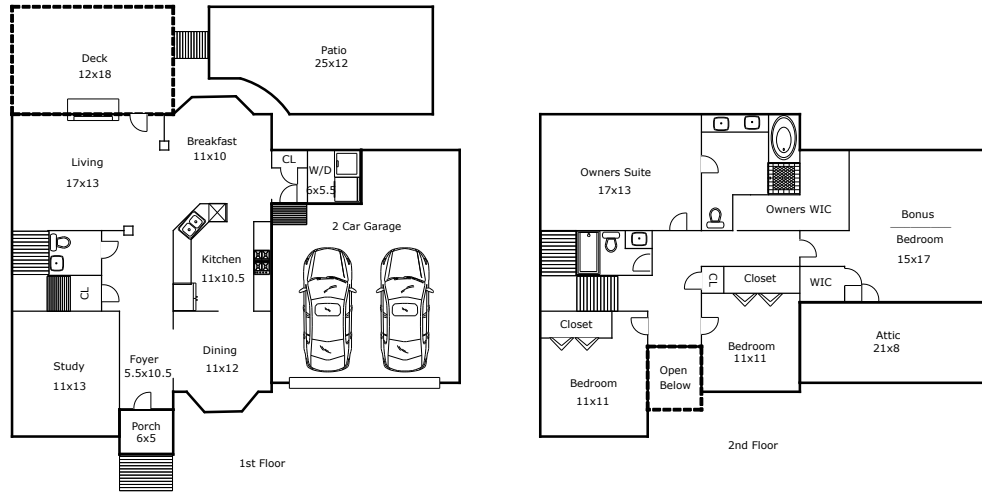 Deck
12x18
Patio
25x12
Breakfast
11x10
Living
17x13
CL
W/D
6x5.5
2 Car Garage
Kitchen
11x10.5
CL
Study
11x13
Foyer
5.5x10.5
Dining
11x12
Porch
6x5
1st Floor
Owners Suite
17x13
Owners WIC
Bonus
Bedroom
15x17
CL
Closet
WIC
Closet
Bedroom
11x11
Attic
21x8
Bedroom
11x11
Open
Below
2nd Floor